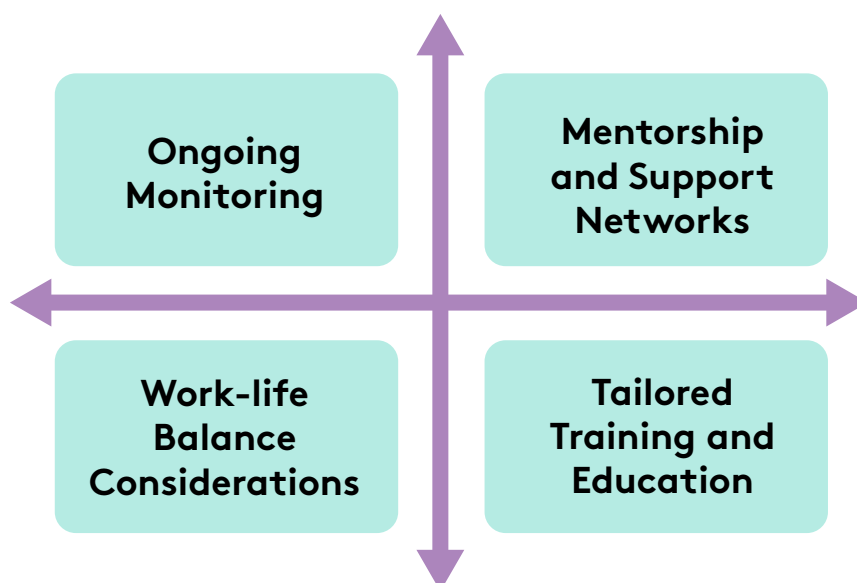 Ongoing
Monitoring
Mentorship
and Support
Networks
Work-life
Balance
Considerations
Tailored
Training and
Education